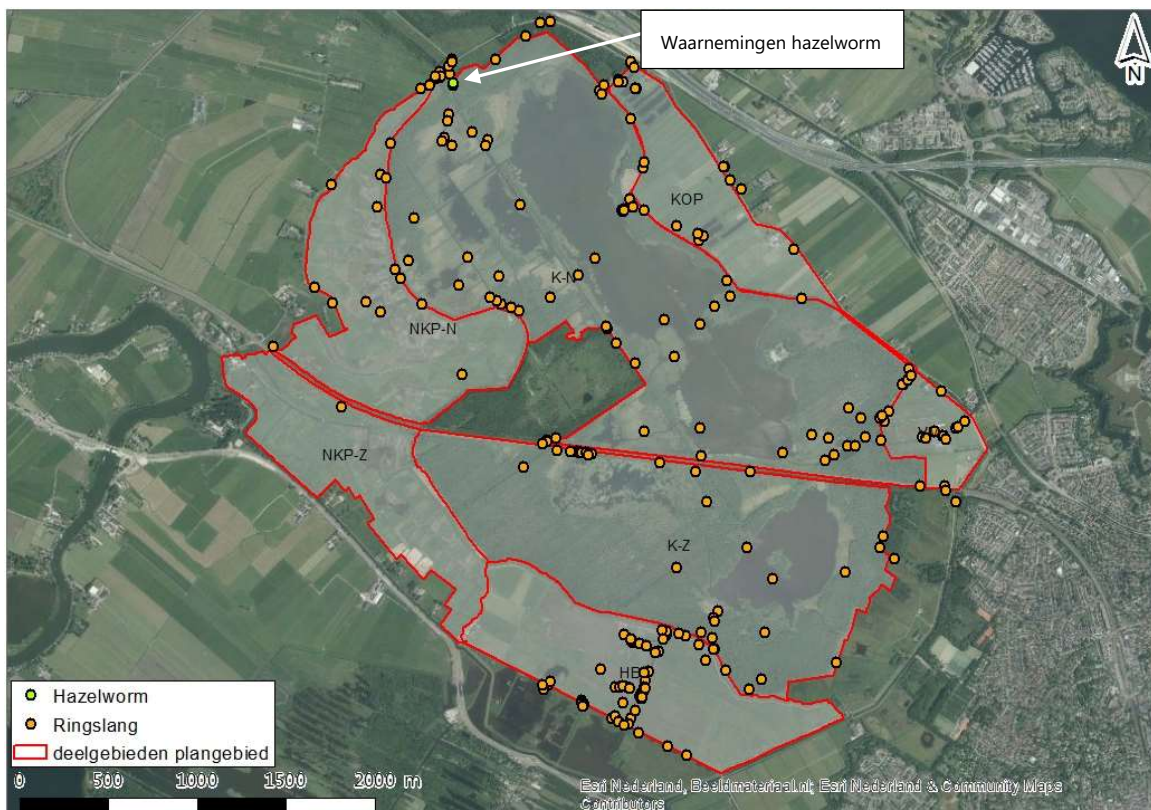 Waarnemingen hazelworm
N
KOP
K-N
NKP-N
NKP-Z
K-Z
HB
Hazelworm
Ringslang
deelgebieden plangebied
0 500 1000 1500 2000 m
Esri Nederland, Beeldmateriaal.nl; Esri Nederland & Community Maps
Contributors